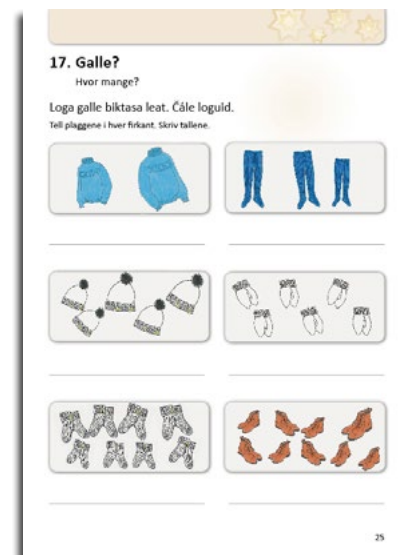 17. Galle?
Hvor mange?
Loga galle biktasa leat. Čále loguid.
Tell plaggene i hver firkant. Skriv tallene.
25